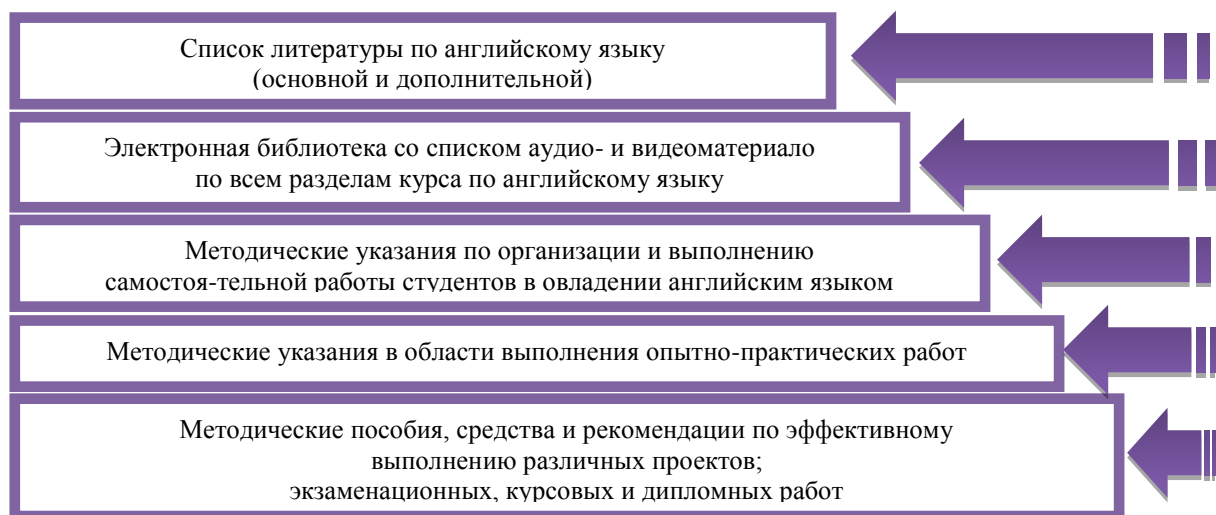 Список литературы по английскому языку
(основной и дополнительной)
Электронная библиотека со списком аудио- и видеоматериало
по всем разделам курса по английскому языку
Методические указания по организации и выполнению
самостоя-тельной работы студентов в овладении английским языком
Методические указания в области выполнения опытно-практических работ
Методические пособия, средства и рекомендации по эффективному
выполнению различных проектов;
экзаменационных, курсовых и дипломных работ